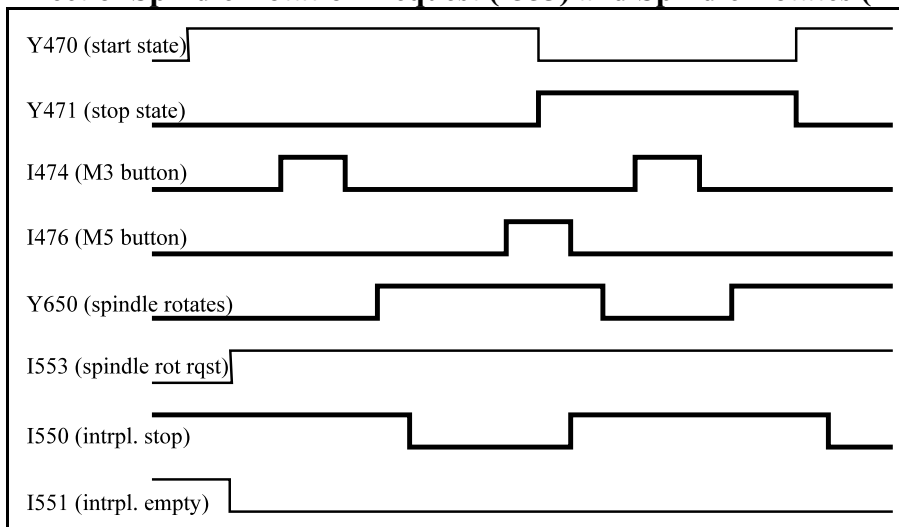 Y470 (start state)
Y471 (stop state)
I474 (M3 button)
I476 (M5 button)
Y650 (spindle rotates)
I553 (spindle rot rqst)
I550 (intrpl. stop)
I551 (intrpl. empty)